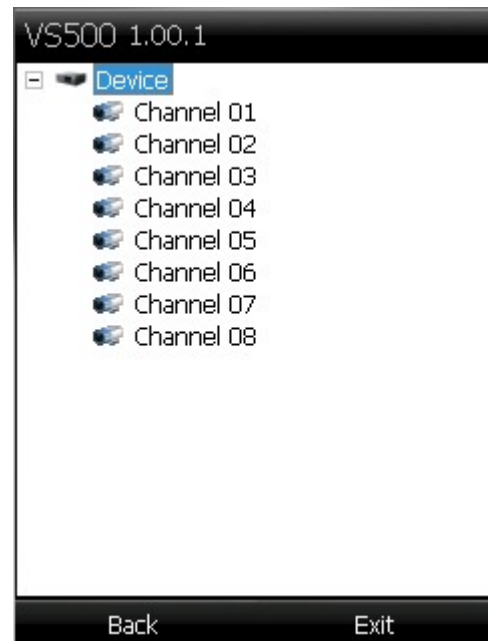 VS500 1.00.1
Device
Channel 01
Channel 02
Channel 03
Channel 04
Channel 05
Channel 06
Channel 07
Channel 08
Back Exit